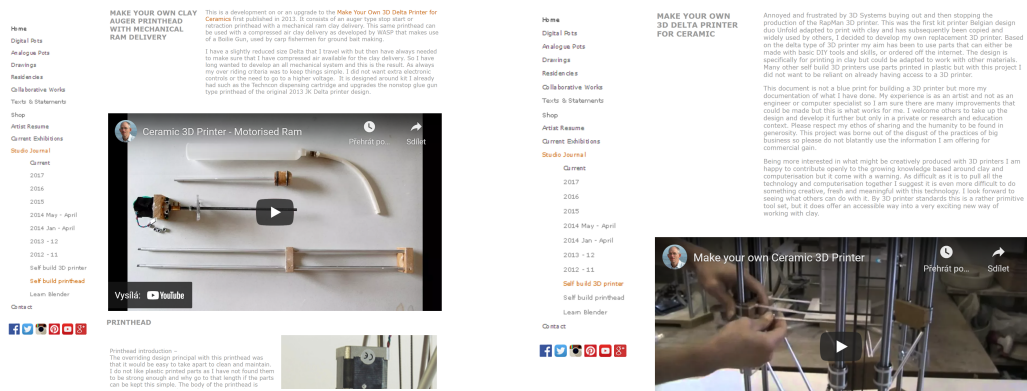 Home
Digital Pots
Analogue Pots
Drawings
Residencies
Collaborative Works
Texts & Statements
Shop
Artist Resume
Current Exhibitions
Studio Journal
Current
2017
2016
2015
2014 May - April
2014 Jan - April
2013 - 12
2012 - 11
Self build 3D printer
Self build printhead
Learn Blender
Contact
MAKE YOUR OWN CLAY
AUGER PRINTHEAD
WITH MECHANICAL
RAM DELIVERY
This is a development on or an upgrade to the Make Your Own 3D Delta Printer for
Ceramics first published in 2013. It consists of an auger type stop start or
retraction printhead with a mechanical ram clay delivery. This same printhead can
be used with a compressed air clay delivery as developed by WASP that makes use
of a Bolie Gun, used by carp fishermen for ground bait making.
I have a slightly reduced size Delta that I travel with but then have always needed
to make sure that I have compressed air available for the clay delivery. So I have
long wanted to develop an all mechanical system and this is the result. As always
my over riding criteria was to keep things simple. I did not want extra electronic
controls or the need to go to a higher voltage. It is designed around kit I already
had such as the Techcon dispensing cartridge and upgrades the nonstop glue gun
type printhead of the original 2013 JK Delta printer design.
Ceramic 3D Printer - Motorised Ram
Přehrát po...
Sdílet
Vysílá:
YouTube
PRINTHEAD
Printhead introduction –
The overriding design principal with this printhead was
that it would be easy to take apart to clean and maintain.
I do not like plastic printed parts as I have not found them
to be strong enough and why go to that length if the parts
can be kept this simple. The body of the printhead is
Home
Digital Pots
Analogue Pots
Drawings
Residencies
Collaborative Works
Texts & Statements
Shop
Artist Resume
Current Exhibitions
Studio Journal
Current
2017
2016
2015
2014 May - April
2014 Jan - April
2013 - 12
2012 - 11
Self build 3D printer
Self build printhead
Learn Blender
Contact
MAKE YOUR OWN
3D DELTA PRINTER
FOR CERAMIC
Annoyed and frustrated by 3D Systems buying out and then stopping the
production of the RapMan 3D printer. This was the first kit printer Belgian design
duo Unfold adapted to print with clay and has subsequently been copied and
widely used by others, I decided to develop my own replacement 3D printer. Based
on the delta type of 3D printer my aim has been to use parts that can either be
made with basic DIY tools and skills, or ordered off the internet. The design is
specifically for printing in clay but could be adapted to work with other materials.
Many other self build 3D printers use parts printed in plastic but with this project I
did not want to be reliant on already having access to a 3D printer.
This document is not a blue print for building a 3D printer but more my
documentation of what I have done. My experience is as an artist and not as an
engineer or computer specialist so I am sure there are many improvements that
could be made but this is what works for me. I welcome others to take up the
design and develop it further but only in a private or research and education
context. Please respect my ethos of sharing and the humanity to be found in
generosity. This project was borne out of the disgust of the practices of big
business so please do not blatantly use the information I am offering for
commercial gain.
Being more interested in what might be creatively produced with 3D printers I am
happy to contribute openly to the growing knowledge based around clay and
computerisation but it come with a warning. As difficult as it is to pull all the
technology and computerisation together I suggest it is even more difficult to do
something creative, fresh and meaningful with this technology. I look forward to
seeing what others can do with it. By 3D printer standards this is a rather primitive
tool set, but it does offer an accessible way into a very exciting new way of
working with clay.
Make your own Ceramic 3D Printer
Přehrát po...
Sdílet